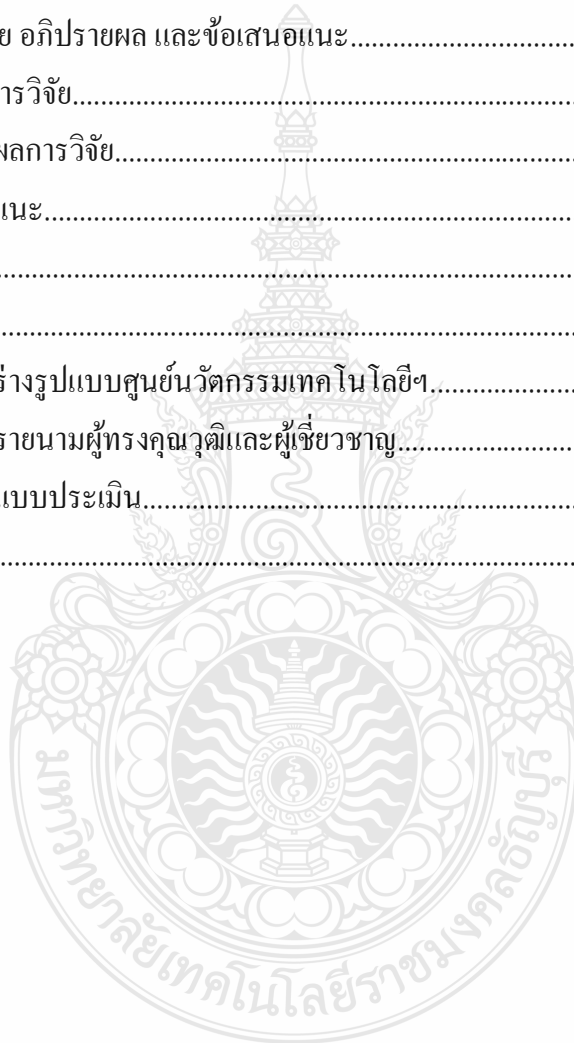 ย อภิปรายผล และข้อเสนอแนะ................................
ารวิจัย................................
ผลการวิจัย................................
แนะ................................
................................
................................
ร่างรูปแบบศูนย์นวัตกรรมเทคโนโลยีฯ................................
รายนามผู้ทรงคุณวุฒิและผู้เชี่ยวชาญ................................
แบบประเมิน................................
................................
มหาวิทยาลัยเทคโนโลยีราชมงคลธัญบุรี